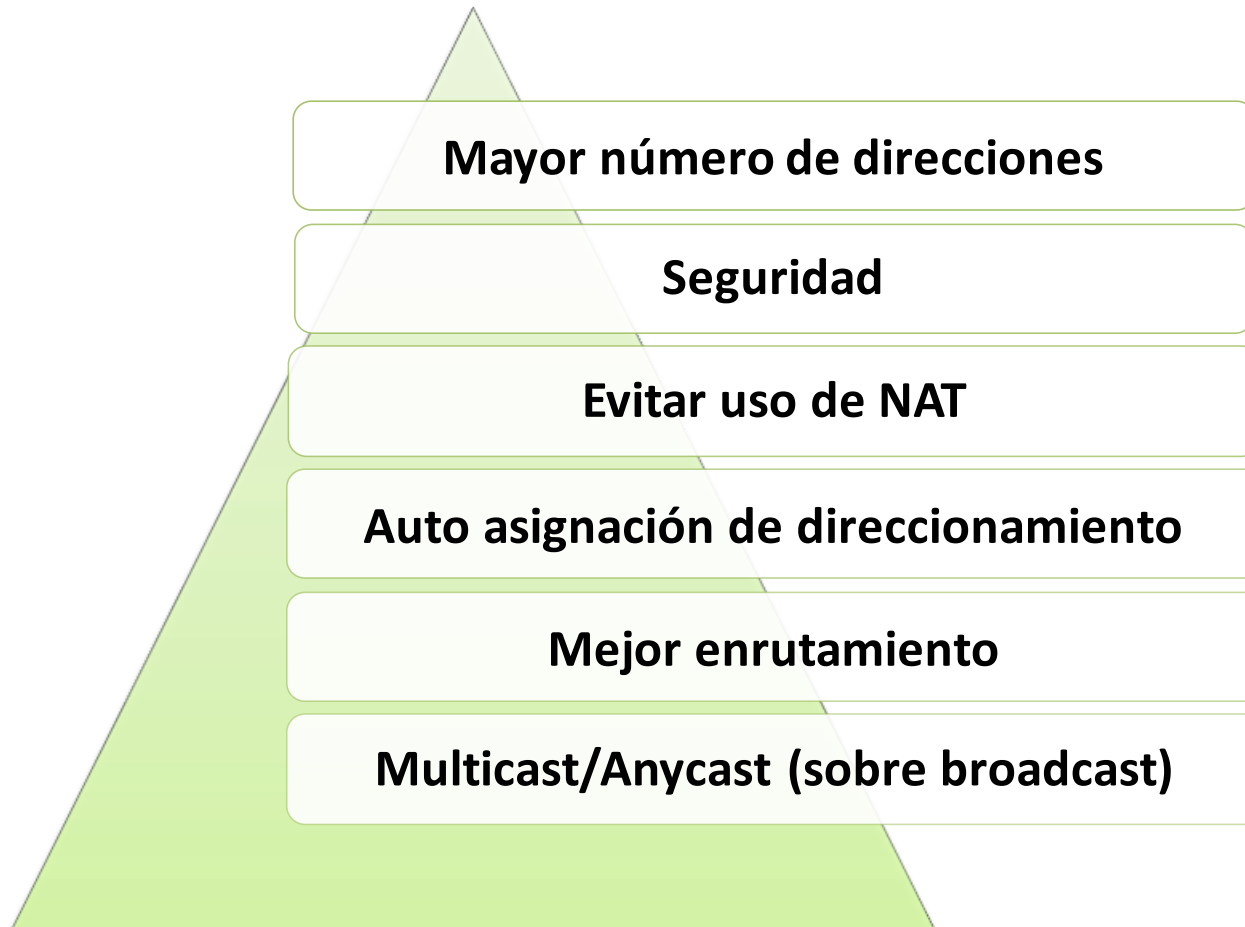 Mayor número de direcciones
Seguridad
Evitar uso de NAT
Auto asignación de direccionamiento
Mejor enrutamiento
Multicast/Anycast (sobre broadcast)